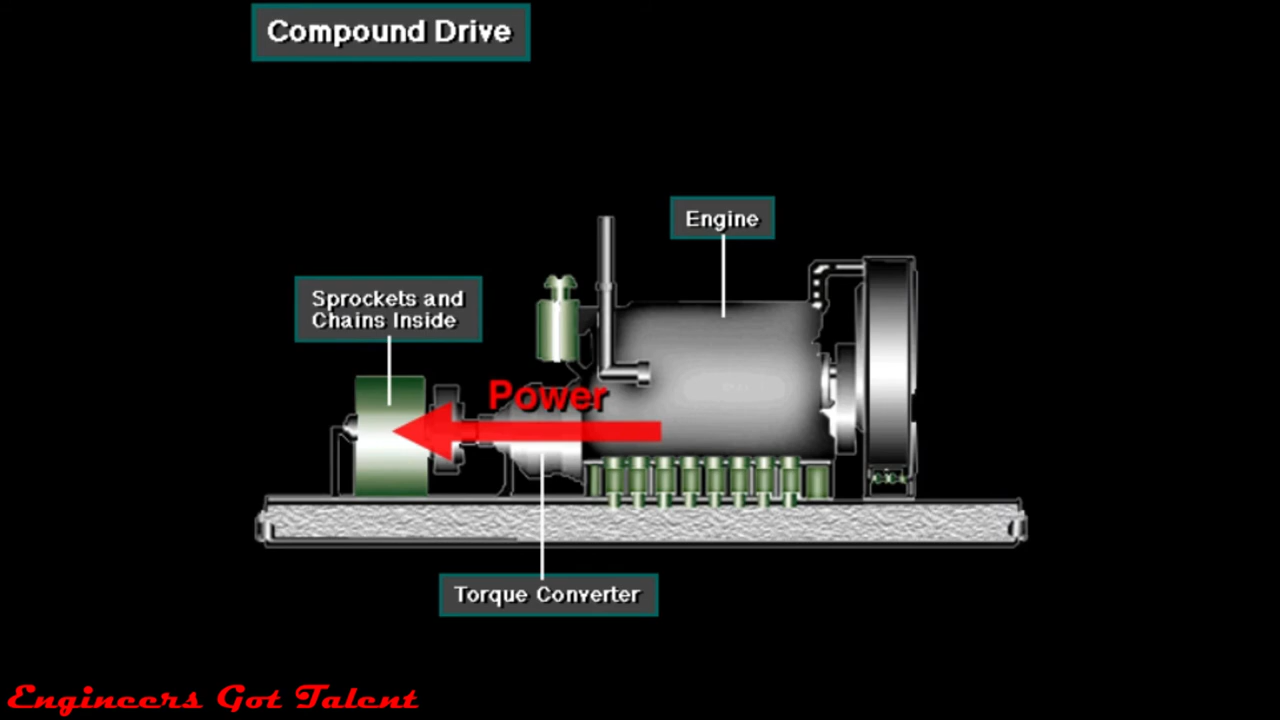 Compound Drive
Engine
Sprockets and
Chains Inside
Power
Torque Converter
Engineers Got Talent